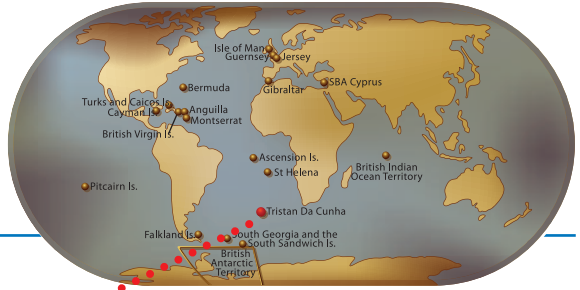 Isle of Man
Guernsey Jersey
Gibraltar
SBA Cyprus
Bermuda
Turks and Caicos Is.
Cayman Is.
Anguilla
Montserrat
British Virgin Is.
Ascension Is.
St Helena
British Indian
Ocean Territory
Pitcairn Is.
Tristan Da Cunha
Falkland Is.
South Georgia and the
South Sandwich Is.
British
Antarctic
Territory